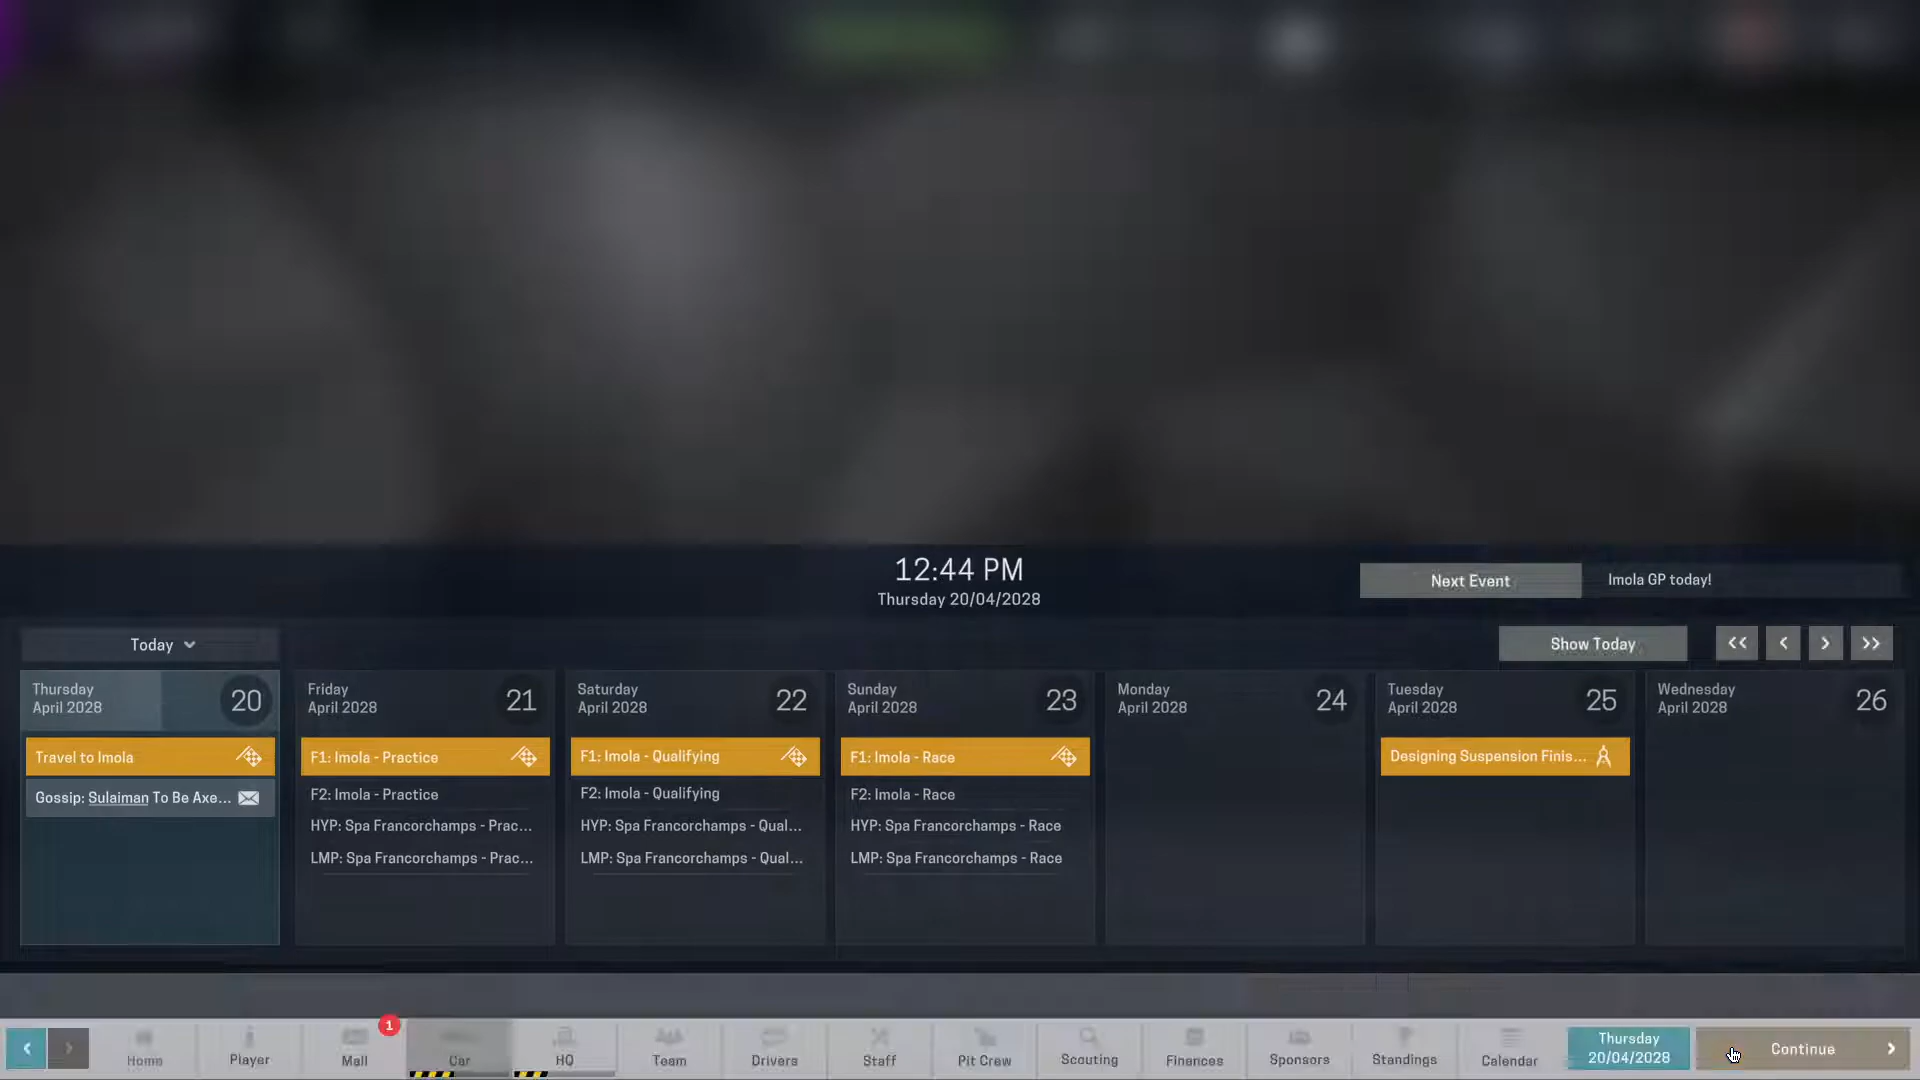 12:44 PM
Thursday 20/04/2028
Next Event
Imola GP today!
Today
Show Today
Thursday
April 2028
20
Travel to Imola
Gossip: Sulaiman To Be Axe...
Friday
April 2028
21
F1: Imola - Practice
F2: Imola - Practice
HYP: Spa Francorchamps - Prac...
LMP: Spa Francorchamps - Prac...
Saturday
April 2028
22
F1: Imola - Qualifying
F2: Imola - Qualifying
HYP: Spa Francorchamps - Qual...
LMP: Spa Francorchamps - Qual...
Sunday
April 2028
23
F1: Imola - Race
F2: Imola - Race
HYP: Spa Francorchamps - Race
LMP: Spa Francorchamps - Race
Monday
April 2028
24
Tuesday
April 2028
25
Designing Suspension Finis...
Wednesday
April 2028
26
Home
Player
Mail
1
Car
HQ
Team
Drivers
Staff
Pit Crew
Scouting
Finances
Sponsors
Standings
Calendar
Thursday
20/04/2028
Continue